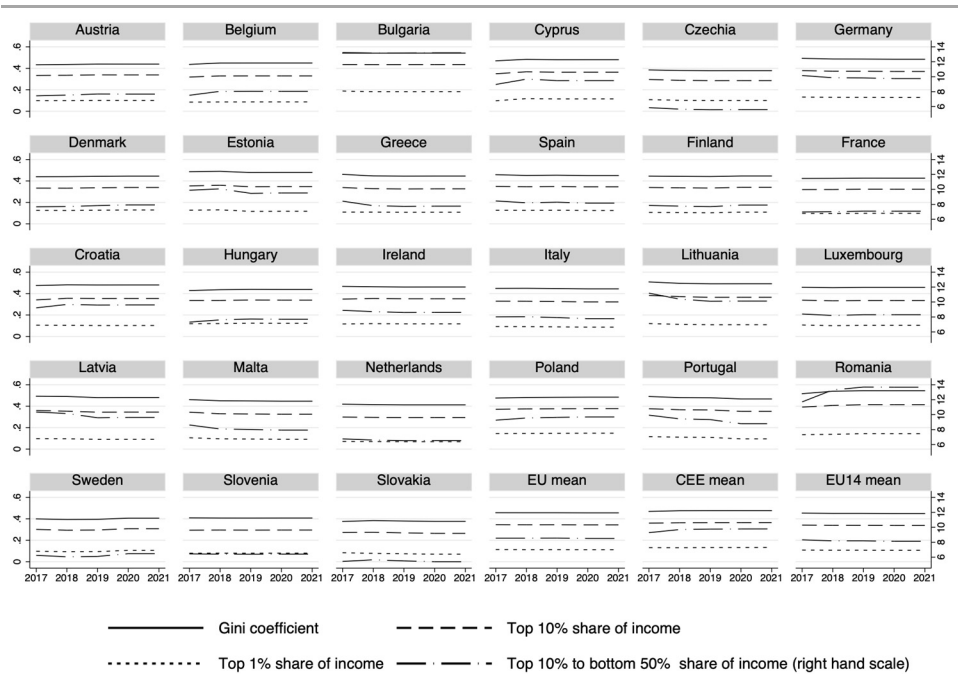 Austria Belgium Bulgaria Cyprus Czechia Germany
0 .2 .4 .6
6 8 10 12 14
Denmark Estonia Greece Spain Finland France
0 .2 .4 .6
6 8 10 12 14
Croatia Hungary Ireland Italy Lithuania Luxembourg
0 .2 .4 .6
6 8 10 12 14
Latvia Malta Netherlands Poland Portugal Romania
0 .2 .4 .6
6 8 10 12 14
Sweden Slovenia Slovakia EU mean CEE mean EU14 mean
0 .2 .4 .6
6 8 10 12 14
2017 2018 2019 2020 2021 2017 2018 2019 2020 2021 2017 2018 2019 2020 2021 2017 2018 2019 2020 2021 2017 2018 2019 2020 2021 2017 2018 2019 2020 2021
Gini coefficient Top 10% share of income
Top 1% share of income Top 10% to bottom 50% share of income (right hand scale)